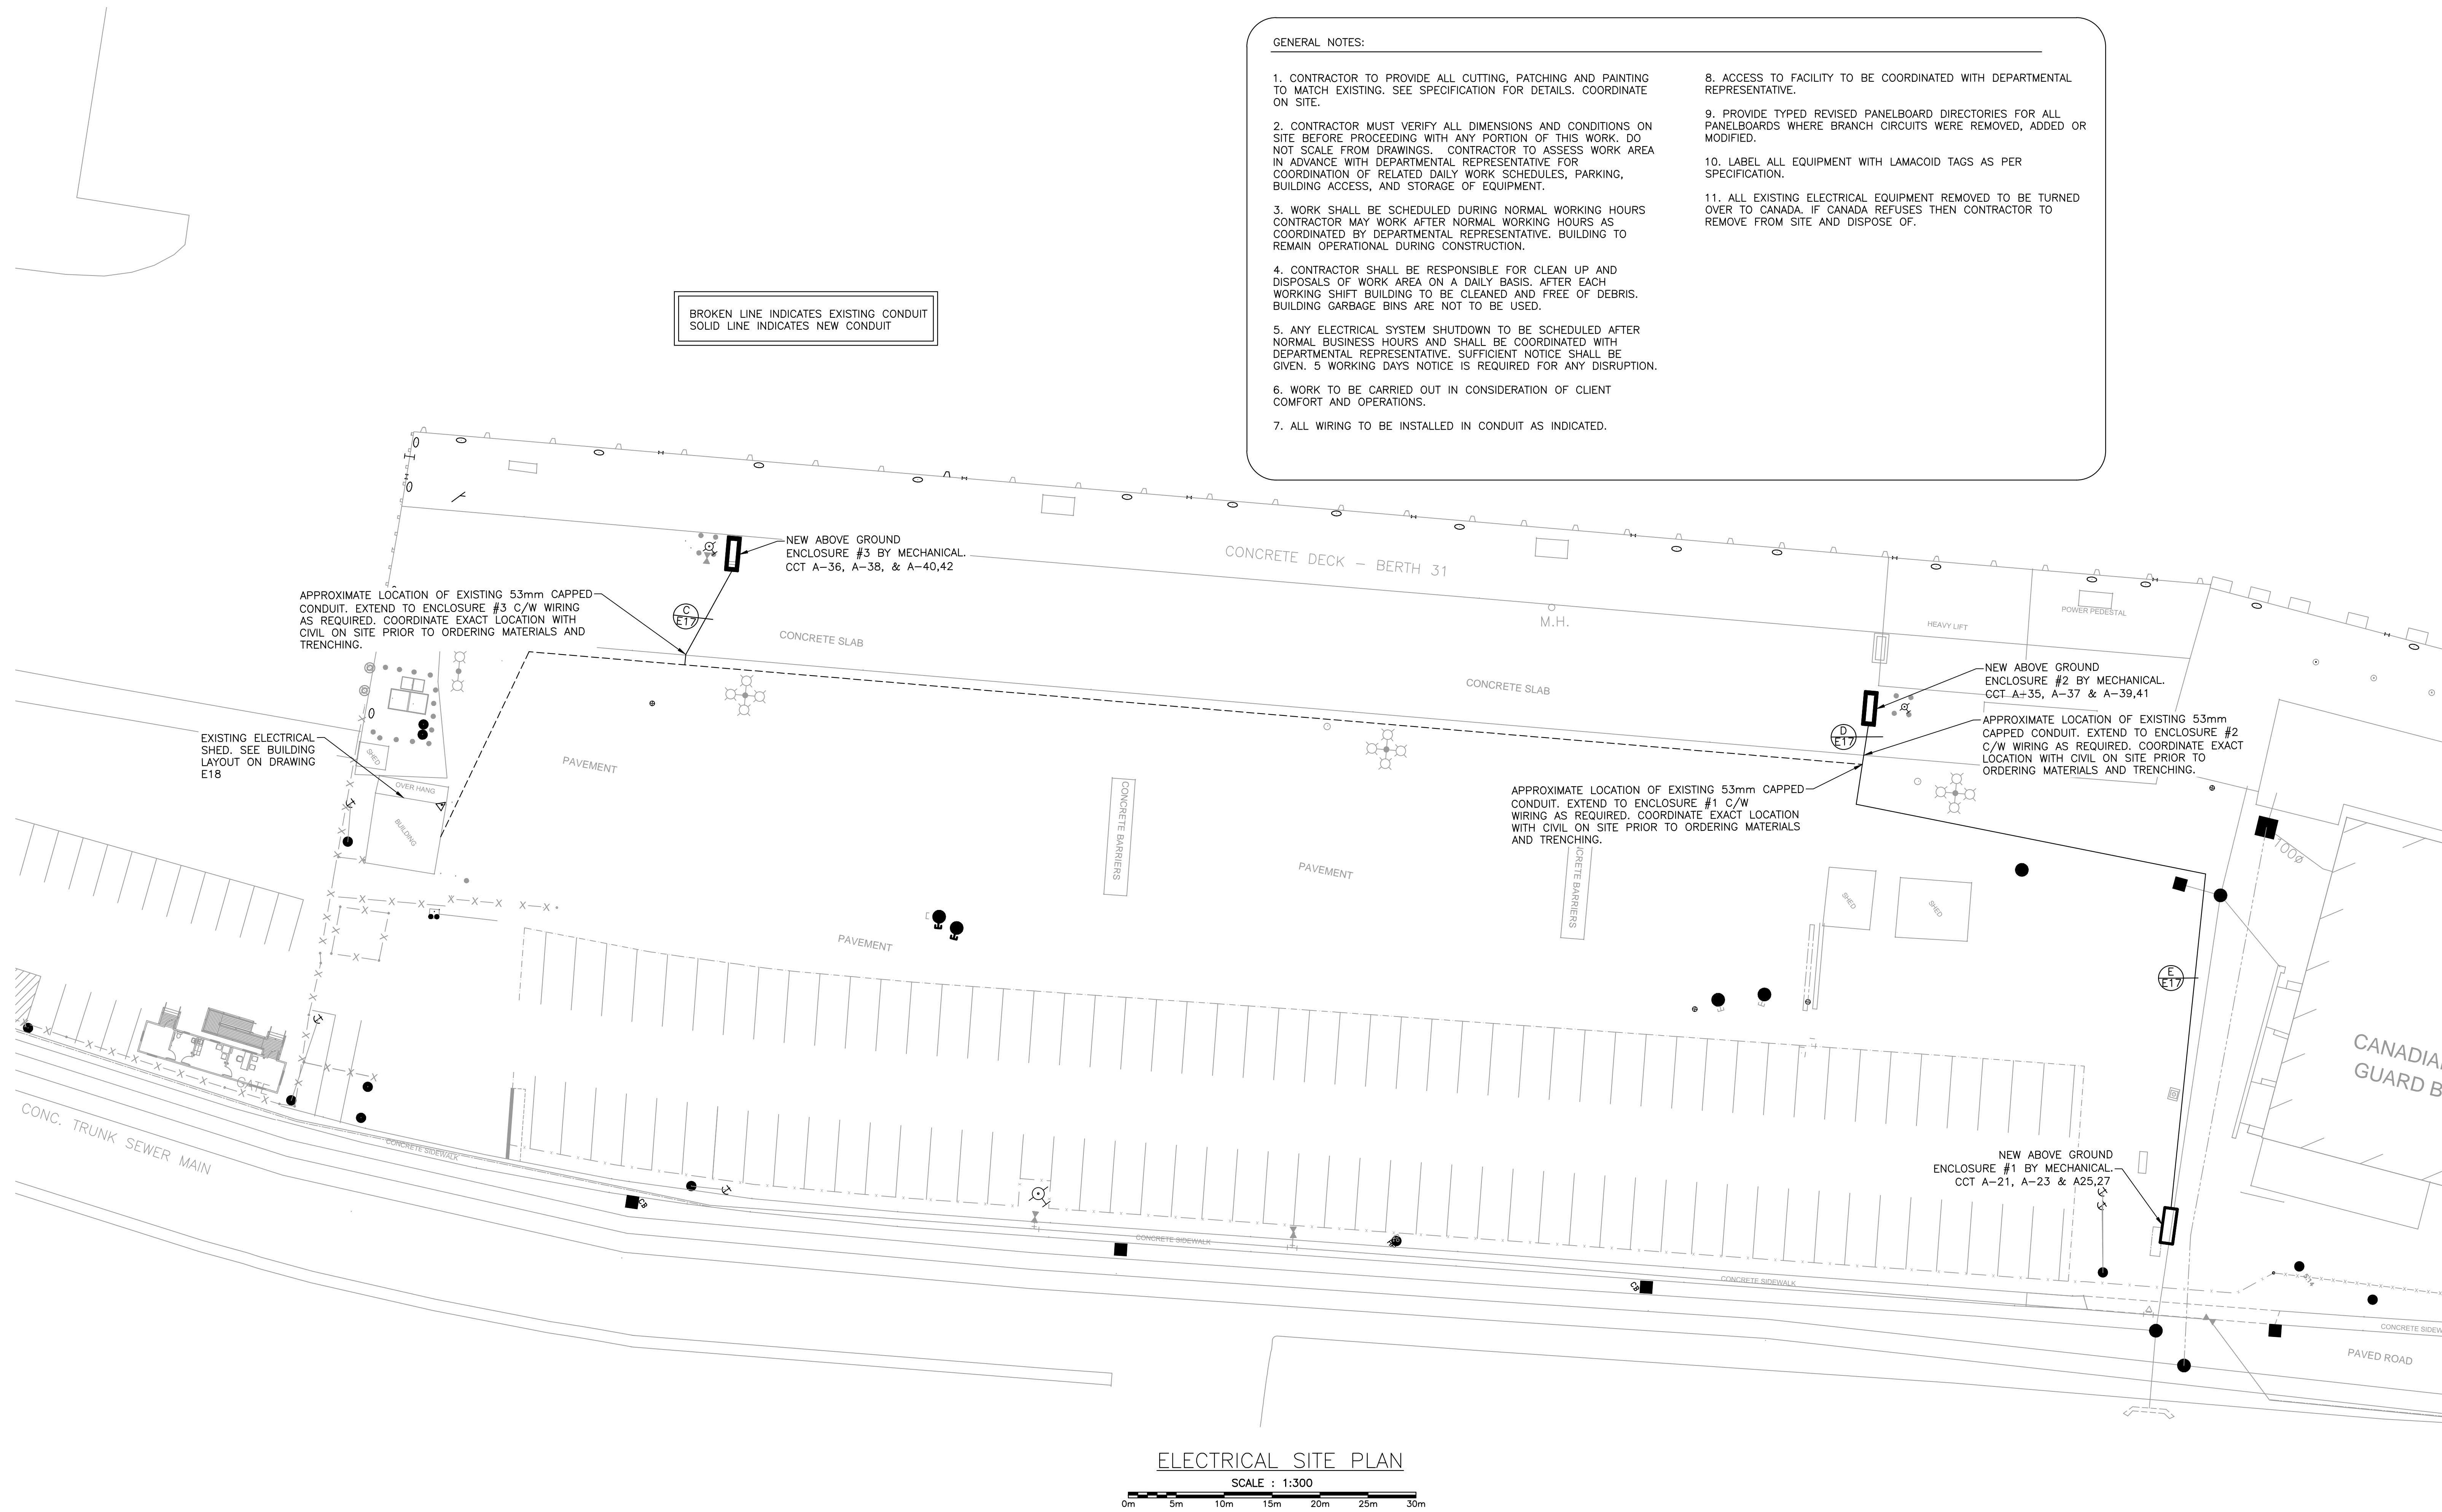 GENERAL NOTES:
1. CONTRACTOR TO PROVIDE ALL CUTTING, PATCHING AND PAINTING
TO MATCH EXISTING. SEE SPECIFICATION FOR DETAILS. COORDINATE
ON SITE.
2. CONTRACTOR MUST VERIFY ALL DIMENSIONS AND CONDITIONS ON
SITE BEFORE PROCEEDING WITH ANY PORTION OF THIS WORK. DO
NOT SCALE FROM DRAWINGS. CONTRACTOR TO ASSESS WORK AREA
IN ADVANCE WITH DEPARTMENTAL REPRESENTATIVE FOR
COORDINATION OF RELATED DAILY WORK SCHEDULES, PARKING,
BUILDING ACCESS, AND STORAGE OF EQUIPMENT.
3. WORK SHALL BE SCHEDULED DURING NORMAL WORKING HOURS
CONTRACTOR MAY WORK AFTER NORMAL WORKING HOURS AS
COORDINATED BY DEPARTMENTAL REPRESENTATIVE. BUILDING TO
REMAIN OPERATIONAL DURING CONSTRUCTION.
4. CONTRACTOR SHALL BE RESPONSIBLE FOR CLEAN UP AND
DISPOSALS OF WORK AREA ON A DAILY BASIS. AFTER EACH
WORKING SHIFT BUILDING TO BE CLEANED AND FREE OF DEBRIS.
BUILDING GARBAGE BINS ARE NOT TO BE USED.
5. ANY ELECTRICAL SYSTEM SHUTDOWN TO BE SCHEDULED AFTER
NORMAL BUSINESS HOURS AND SHALL BE COORDINATED WITH
DEPARTMENTAL REPRESENTATIVE. SUFFICIENT NOTICE SHALL BE
GIVEN. 5 WORKING DAYS NOTICE IS REQUIRED FOR ANY DISRUPTION.
6. WORK TO BE CARRIED OUT IN CONSIDERATION OF CLIENT
COMFORT AND OPERATIONS.
7. ALL WIRING TO BE INSTALLED IN CONDUIT AS INDICATED.
8. ACCESS TO FACILITY TO BE COORDINATED WITH DEPARTMENTAL
REPRESENTATIVE.
9. PROVIDE TYPED REVISED PANELBOARD DIRECTORIES FOR ALL
PANELBOARDS WHERE BRANCH CIRCUITS WERE REMOVED, ADDED OR
MODIFIED.
10. LABEL ALL EQUIPMENT WITH LAMACOID TAGS AS PER
SPECIFICATION.
11. ALL EXISTING ELECTRICAL EQUIPMENT REMOVED TO BE TURNED
OVER TO CANADA. IF CANADA REFUSES THEN CONTRACTOR TO
REMOVE FROM SITE AND DISPOSE OF.
BROKEN LINE INDICATES EXISTING CONDUIT
SOLID LINE INDICATES NEW CONDUIT
NEW ABOVE GROUND
ENCLOSURE #3 BY MECHANICAL.
CCT A-36, A-38, & A-40,42
CONCRETE DECK - BERTH 31
APPROXIMATE LOCATION OF EXISTING 53mm CAPPED
CONDUIT. EXTEND TO ENCLOSURE #3 C/W WIRING
AS REQUIRED. COORDINATE EXACT LOCATION WITH
CIVIL ON SITE PRIOR TO ORDERING MATERIALS AND
TRENCHING.
C
E17
CONCRETE SLAB
M.H.
HEAVY LIFT
POWER PEDESTAL
NEW ABOVE GROUND
ENCLOSURE #2 BY MECHANICAL.
CCT A-35, A-37 & A-39,41
CONCRETE SLAB
D
E17
APPROXIMATE LOCATION OF EXISTING 53mm
CAPPED CONDUIT. EXTEND TO ENCLOSURE #2
C/W WIRING AS REQUIRED. COORDINATE EXACT
LOCATION WITH CIVIL ON SITE PRIOR TO
ORDERING MATERIALS AND TRENCHING.
EXISTING ELECTRICAL
SHED. SEE BUILDING
LAYOUT ON DRAWING
E18
SHED
OVER HANG
BUILDING
PAVEMENT
CONCRETE BARRIERS
APPROXIMATE LOCATION OF EXISTING 53mm CAPPED
CONDUIT. EXTEND TO ENCLOSURE #1 C/W
WIRING AS REQUIRED. COORDINATE EXACT LOCATION
WITH CIVIL ON SITE PRIOR TO ORDERING MATERIALS
AND TRENCHING.
NCRETE BARRIERS
PAVEMENT
PAVEMENT
SHED
SHED
1000
E
E17
CANADIA
GUARD B
GATE
CONC. TRUNK SEWER MAIN
CONCRETE SIDEWALK
CB
CONCRETE SIDEWALK
CB
CONCRETE SIDEWALK
NEW ABOVE GROUND
ENCLOSURE #1 BY MECHANICAL.
CCT A-21, A-23 & A25,27
CONCRETE SIDEW
PAVED ROAD
ELECTRICAL SITE PLAN
SCALE : 1:300
0m 5m 10m 15m 20m 25m 30m